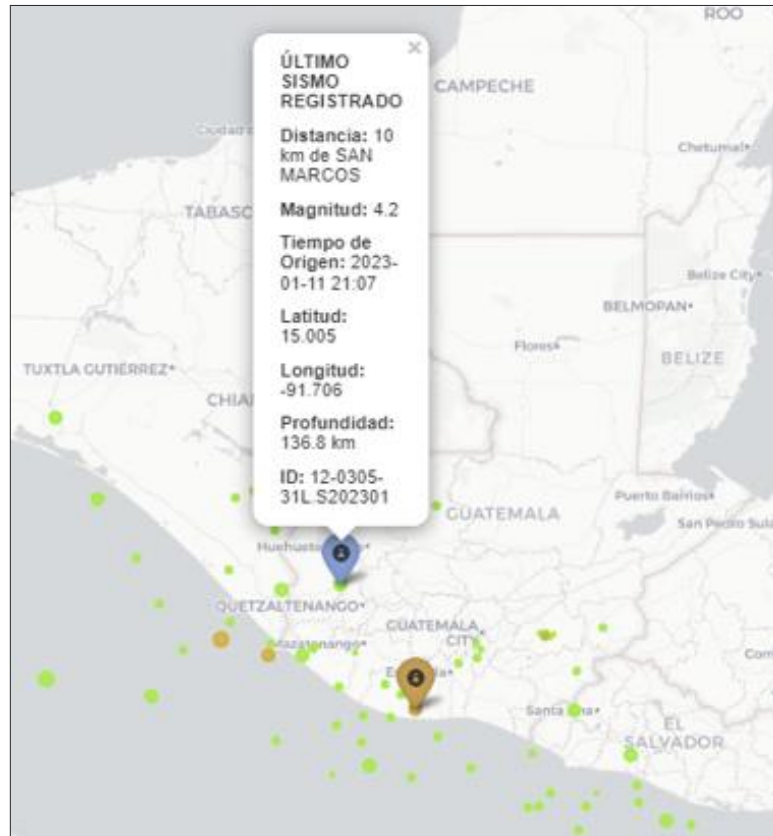 ROO
×
ÚLTIMO
SISMO
REGISTRADO
Distancia: 10
km de SAN
MARCOS
Magnitud: 4.2
Tiempo de
Origen: 2023-
01-11 21:07
Latitud:
15.005
Longitud:
-91.706
Profundidad:
136.8 km
ID: 12-0305-
31L.S202301
CAMPECHE
Ciudad
Chetumal
TABASC
Belize City
BELMOPAN
Flores
BELIZE
TUXTLA GUTIÉRREZ
CHIA
Puerto Barrios
GUATEMALA
San Pedro Sula
QUETZALTENANGO
GUATEMALA
CITY
Mazatenango
Santa
EL
SALVADOR